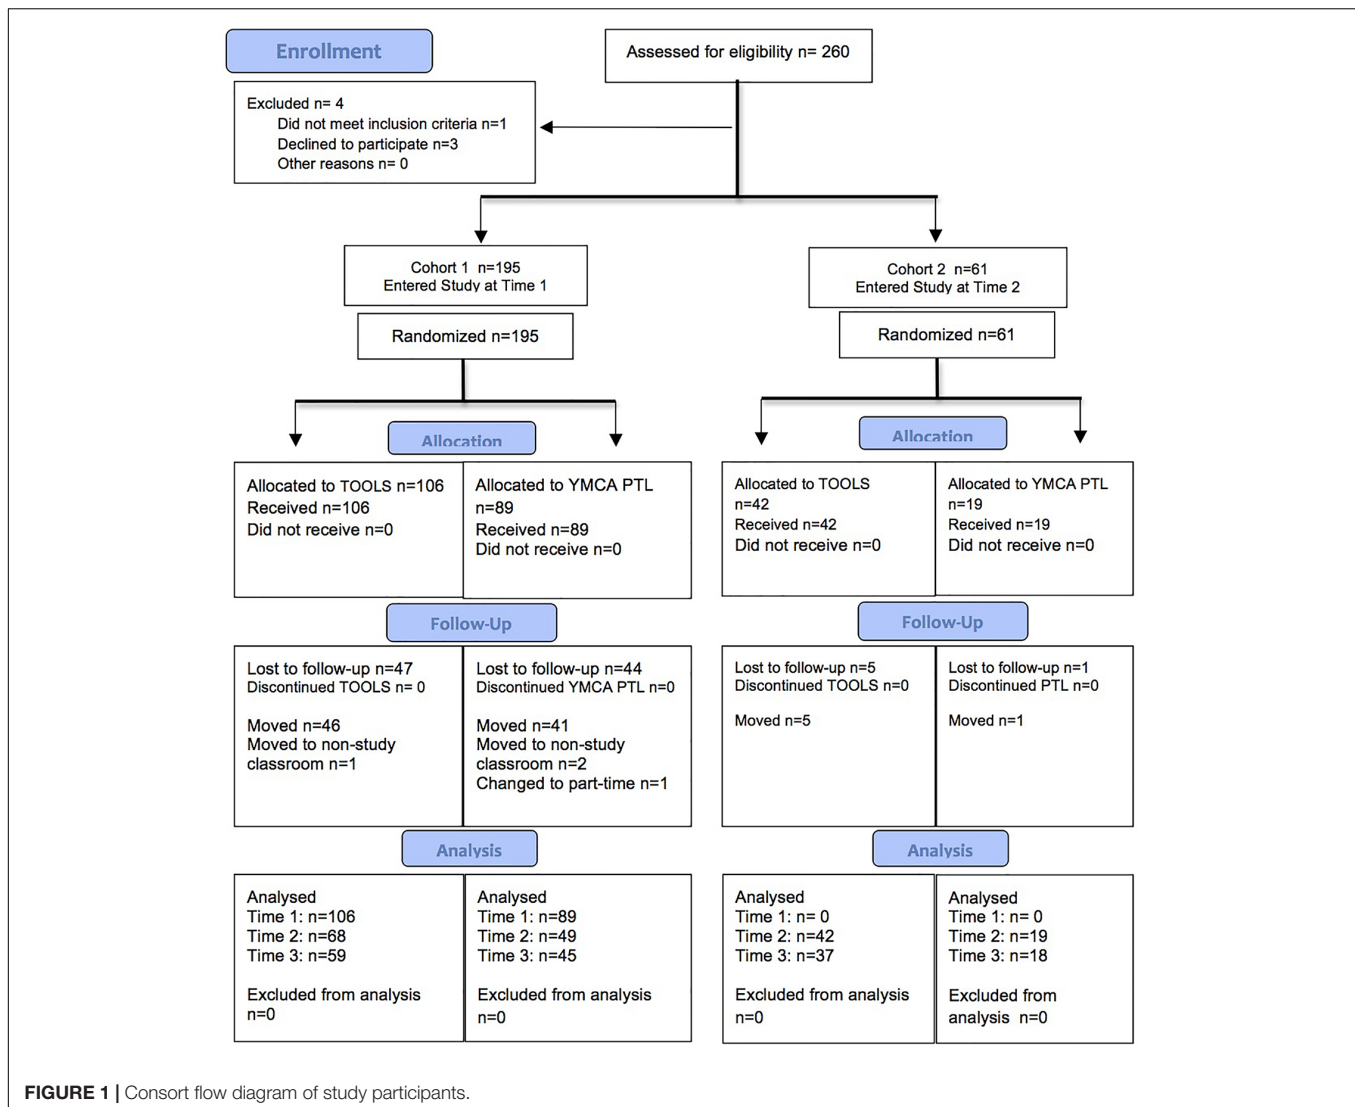 Enrollment
Assessed for eligibility n= 260
Excluded n= 4
Did not meet inclusion criteria n=1
Declined to participate n=3
Other reasons n= 0
Cohort 1 n=195
Entered Study at Time 1
Cohort 2 n=61
Entered Study at Time 2
Randomized n=195
Randomized n=61
Allocation
Allocation
Allocated to TOOLS n=106
Received n=106
Did not receive n=0
Allocated to YMCA PTL
n=89
Received n=89
Did not receive n=0
Allocated to TOOLS
n=42
Received n=42
Did not receive n=0
Allocated to YMCA PTL
n=19
Received n=19
Did not receive n=0
Follow-Up
Follow-Up
Lost to follow-up n=47
Discontinued TOOLS n= 0
Moved n=46
Moved to non-study
classroom n=1
Lost to follow-up n=44
Discontinued YMCA PTL n=0
Moved n=41
Moved to non-study
classroom n=2
Changed to part-time n=1
Lost to follow-up n=5
Discontinued TOOLS n=0
Moved n=5
Lost to follow-up n=1
Discontinued PTL n=0
Moved n=1
Analysis
Analysis
Analysed
Time 1: n=106
Time 2: n=68
Time 3: n=59
Excluded from analysis
n=0
Analysed
Time 1: n=89
Time 2: n=49
Time 3: n=45
Excluded from analysis
n=0
Analysed
Time 1: n= 0
Time 2: n=42
Time 3: n=37
Excluded from analysis
n=0
Analysed
Time 1: n= 0
Time 2: n=19
Time 3: n=18
Excluded from
analysis n=0
FIGURE 1 | Consort flow diagram of study participants.